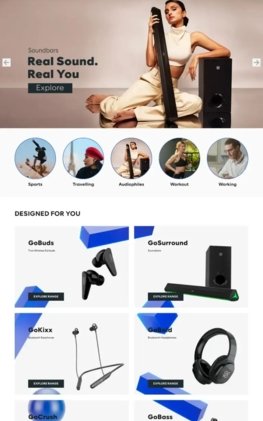 Soundbars
Real Sound.
Real You
Explore
Sports
Travelling
Audiophiles
Workout
Working
DESIGNED FOR YOU
GoBuds
True Wireless Earbuds
EXPLORE RANGE
GoSurround
Soundbars
EXPLORE RANGE
GoKixx
Bluetooth Earphones
EXPLORE RANGE
Bluetooth Headphones
EXPLORE RANGE
GoCrush
GoBass